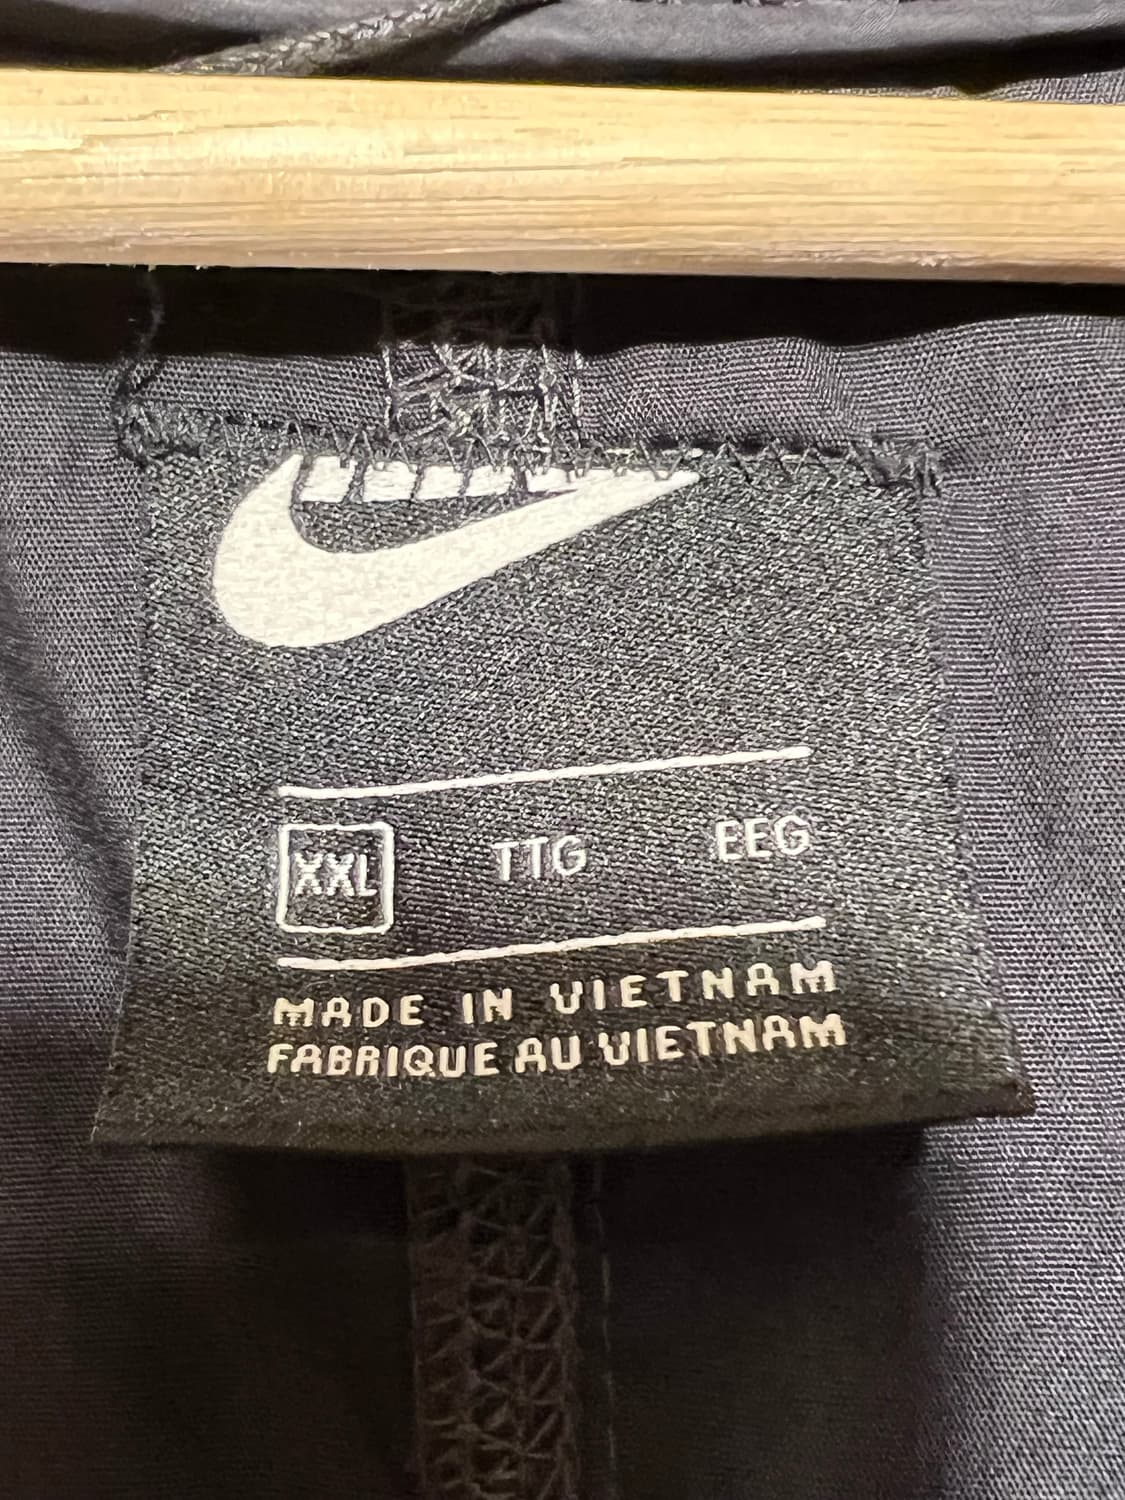 XXL TTG EEG
MADE IN VIETNAM
FABRIQUE AU VIETNAM